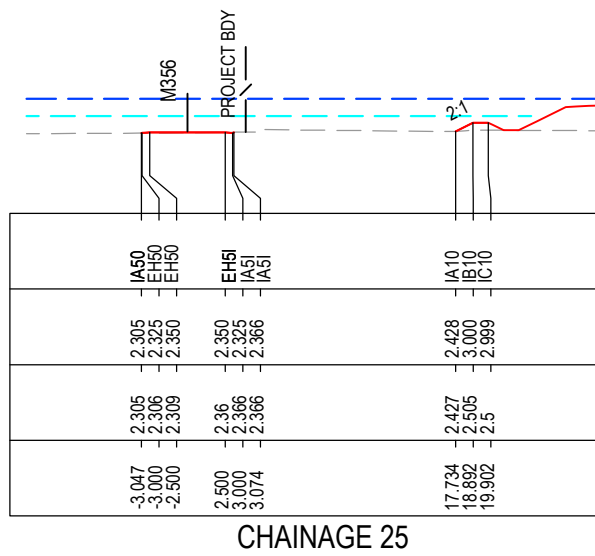 M356
PROJECT BDY
2:1
IA50 EH50 EH50 EH5I IA5I IA5I IA10 IB10 IC10
2.305 2.325 2.350 2.350 2.325 2.366 2.428 3.000 2.999
2.305 2.306 2.309 2.36 2.366 2.366 2.427 2.505 2.5
-3.047 -3.000 -2.500 2.500 3.000 3.074 17.734 18.892 19.902
CHAINAGE 25